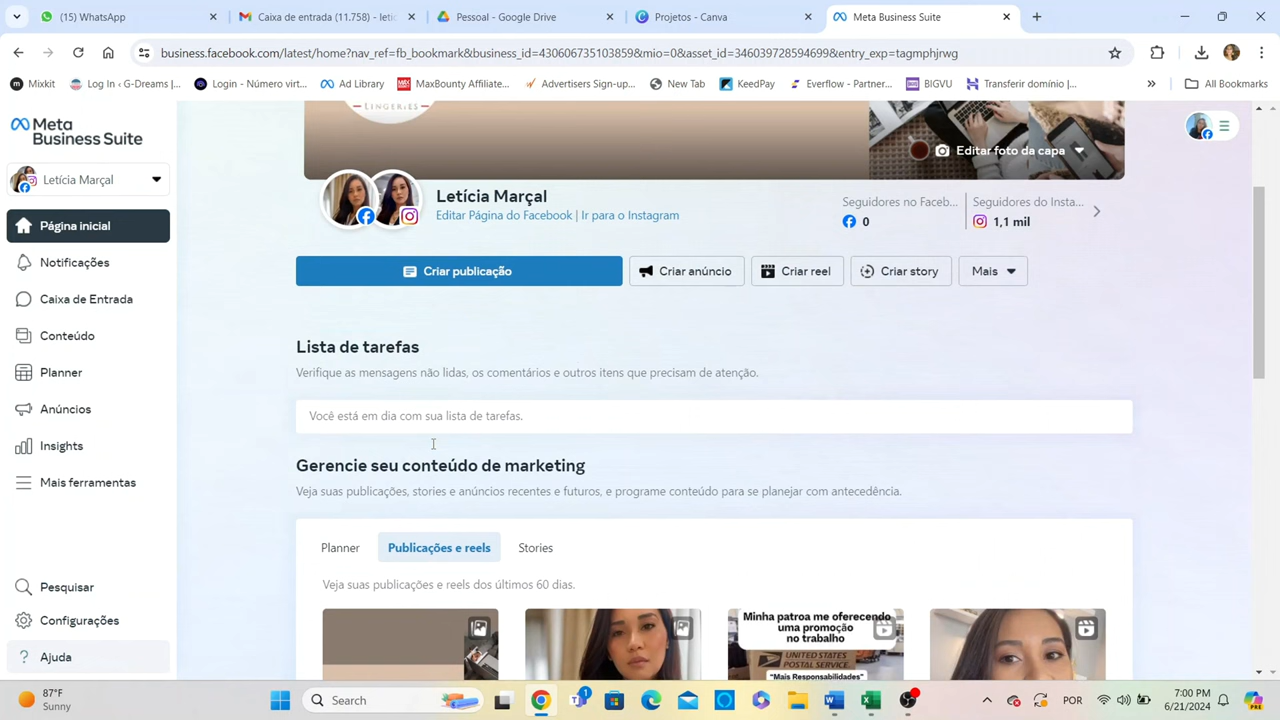 (15) WhatsApp
Caixa de entrada (11.758) - letic
Pessoal - Google Drive
Projetos - Canva
Meta Business Suite
business.facebook.com/latest/home?nav_ref=fb_bookmark&business_id=430606735103859&mio=0&asset_id=346039728594699&entry_exp=tagmphjrwg
Mixkit
Log In ‹ G-Dreams |...
Login - Número virt...
Ad Library
MaxBounty Affiliate...
Advertisers Sign-up...
New Tab
KeedPay
Everflow - Partner...
BIGVU
Transferir domínio |...
»
All Bookmarks
Meta
Business Suite
LINGERIES
Editar foto da capa
Letícia Marçal
Letícia Marçal
Editar Página do Facebook | Ir para o Instagram
Seguidores no Faceb...
0
Seguidores do Insta...
1,1 mil
Página inicial
Notificações
Caixa de Entrada
Conteúdo
Planner
Anúncios
Insights
Mais ferramentas
Pesquisar
Configurações
Ajuda
Criar publicação
Criar anúncio
Criar reel
Criar story
Mais
Lista de tarefas
Verifique as mensagens não lidas, os comentários e outros itens que precisam de atenção.
Você está em dia com sua lista de tarefas.
Gerencie seu conteúdo de marketing
Veja suas publicações, stories e anúncios recentes e futuros, e programe conteúdo para se planejar com antecedência.
Planner
Publicações e reels
Stories
Veja suas publicações e reels dos últimos 60 dias.
Minha patroa me oferecendo
uma promoção
no trabalho
UNITED STATES
POSTAL SERVICE
"Mais Responsabilidades"
87°F
Sunny
Search
1
POR
7:00 PM
6/21/2024
PRE